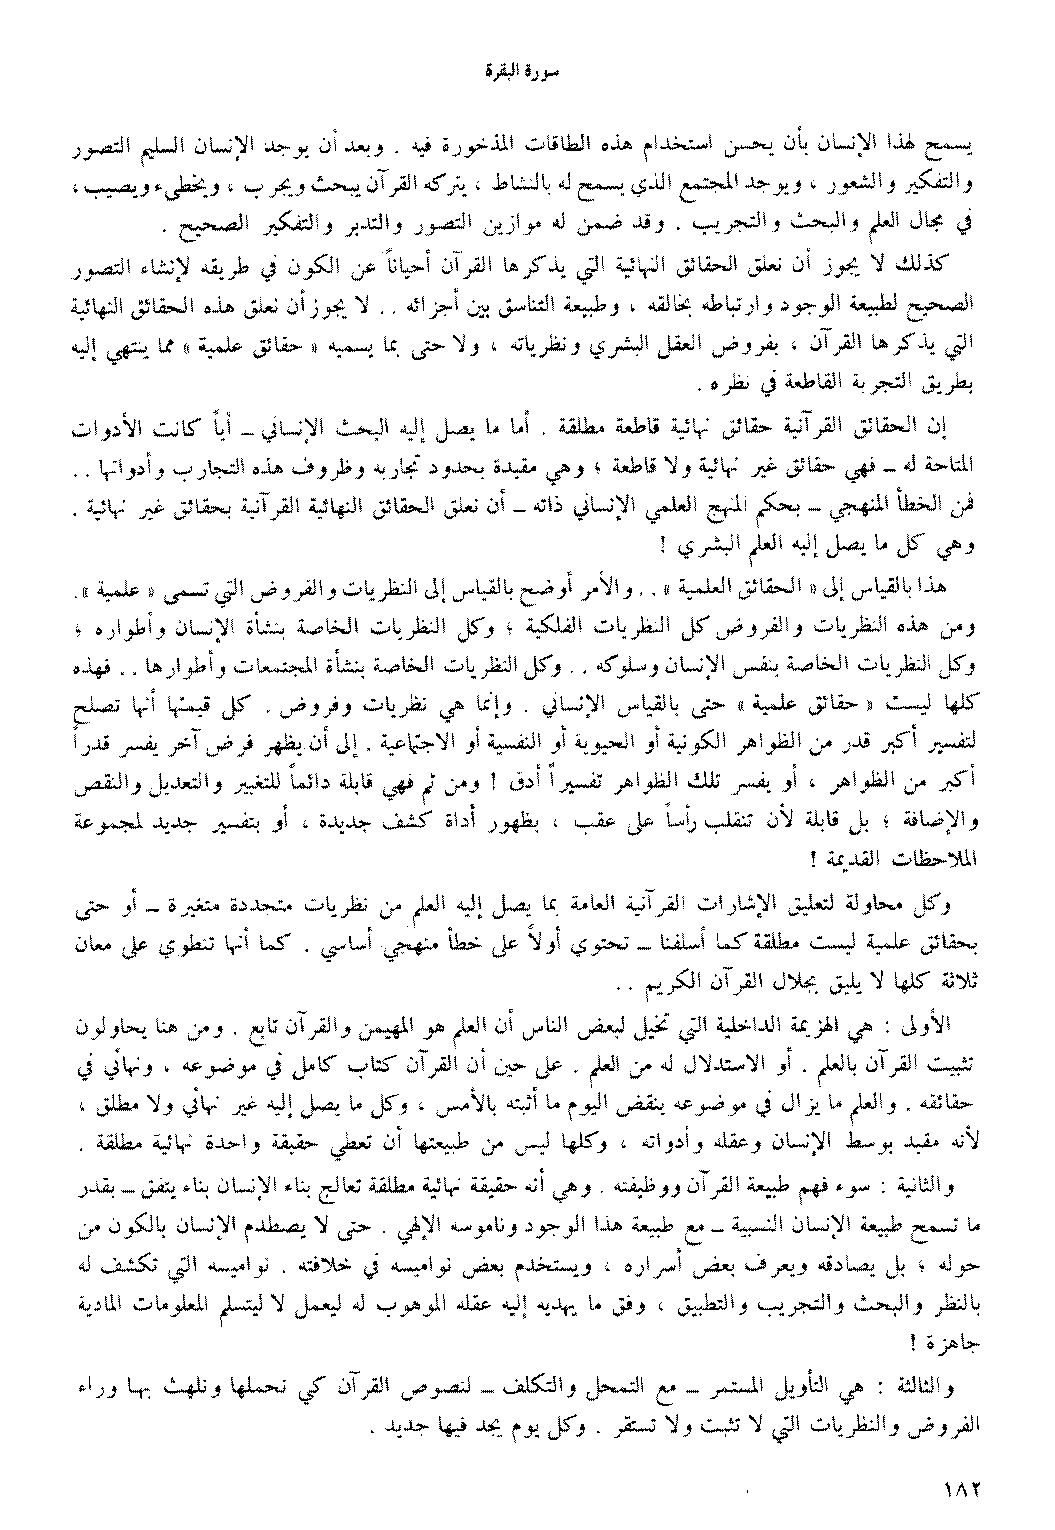 سورة البقرة
يسمح لهذا الإنسان بأن يحسن استخدام هذه الطاقات المذخورة فيه . وبعد أن يوجد الإنسان السليم التصور
والتفكير والشعور ، ويوجد المجتمع الذي يسمح له بالنشاط ، يتركه القرآن يبحث ويجرب ، ويخطىء ويصيب ،
في مجال العلم والبحث والتجريب . وقد ضمن له موازين التصور والتدبر والتفكير الصحيح .
كذلك لا يجوز أن نعلق الحقائق النهائية التي يذكرها القرآن أحياناً عن الكون في طريقه لإنشاء التصور
الصحيح لطبيعة الوجود وارتباطه بخالقه ، وطبيعة التناسق بين أجزائه .. لا يجوز أن نعلق هذه الحقائق النهائية
التي يذكرها القرآن ، بفروض العقل البشري ونظرياته ، ولا حتى بما يسميه « حقائق علمية » مما ينتهي إليه
بطريق التجربة القاطعة في نظره .
إن الحقائق القرآنية حقائق نهائية قاطعة مطلقة . أما ما يصل إليه البحث الإنساني – أياً كانت الأدوات
المتاحة له – فهي حقائق غير نهائية ولا قاطعة ؛ وهي مقيدة بحدود تجاربه وظروف هذه التجارب وأدواتها ..
فمن الخطأ المنهجي – بحكم المنهج العلمي الإنساني ذاته – أن نعلق الحقائق النهائية القرآنية بحقائق غير نهائية .
وهي كل ما يصل إليه العلم البشري !
هذا بالقياس إلى « الحقائق العلمية » .. والأمر أوضح بالقياس إلى النظريات والفروض التي تسمى « علمية » .
ومن هذه النظريات والفروض كل النظريات الفلكية ؛ وكل النظريات الخاصة بنشأة الإنسان وأطواره ؛
وكل النظريات الخاصة بنفس الإنسان وسلوكه .. وكل النظريات الخاصة بنشأة المجتمعات وأطوارها .. فهذه
كلها ليست « حقائق علمية » حتى بالقياس الإنساني . وإنما هي نظريات وفروض . كل قيمتها أنها تصلح
لتفسير أكبر قدر من الظواهر الكونية أو الحيوية أو النفسية أو الاجتماعية . إلى أن يظهر فرض آخر يفسر قدراً
أكبر من الظواهر ، أو يفسر تلك الظواهر تفسيراً أدق ! ومن ثم فهي قابلة دائماً للتغيير والتعديل والنقص
والإضافة ؛ بل قابلة لأن تنقلب رأساً على عقب ، بظهور أداة كشف جديدة ، أو بتفسير جديد لمجموعة
الملاحظات القديمة !
وكل محاولة لتعليق الإشارات القرآنية العامة بما يصل إليه العلم من نظريات متجددة متغيرة – أو حتى
بحقائق علمية ليست مطلقة كما أسلفنا – تحتوي أولاً على خطأ منهجي أساسي . كما أنها تنطوي على معان
ثلاثة كلها لا يليق بجلال القرآن الكريم ..
الأولى : هي الهزيمة الداخلية التي تخيل لبعض الناس أن العلم هو المهيمن والقرآن تابع . ومن هنا يحاولون
تثبيت القرآن بالعلم . أو الاستدلال له من العلم . على حين أن القرآن كتاب كامل في موضوعه ، ونهائي في
حقائقه . والعلم ما يزال في موضوعه ينقض اليوم ما أثبته بالأمس ، وكل ما يصل إليه غير نهائي ولا مطلق ،
لأنه مقيد بوسط الإنسان وعقله وأدواته ، وكلها ليس من طبيعتها أن تعطي حقيقة واحدة نهائية مطلقة .
والثانية : سوء فهم طبيعة القرآن ووظيفته . وهي أنه حقيقة نهائية مطلقة تعالج بناء الإنسان بناء يتفق – بقدر
ما تسمح طبيعة الإنسان النسبية – مع طبيعة هذا الوجود وناموسه الإلهي . حتى لا يصطدم الإنسان بالكون من
حوله ؛ بل يصادقه ويعرف بعض أسراره ، ويستخدم بعض نواميسه في خلافته . نواميسه التي تكشف له
بالنظر والبحث والتجريب والتطبيق ، وفق ما يهديه إليه عقله الموهوب له ليعمل لا ليتسلم المعلومات المادية
جاهزة !
والثالثة : هي التأويل المستمر – مع التمحل والتكلف – لنصوص القرآن كي نحملها ونلهث بها وراء
الفروض والنظريات التي لا تثبت ولا تستقر . وكل يوم يجد فيها جديد .
١٨٢